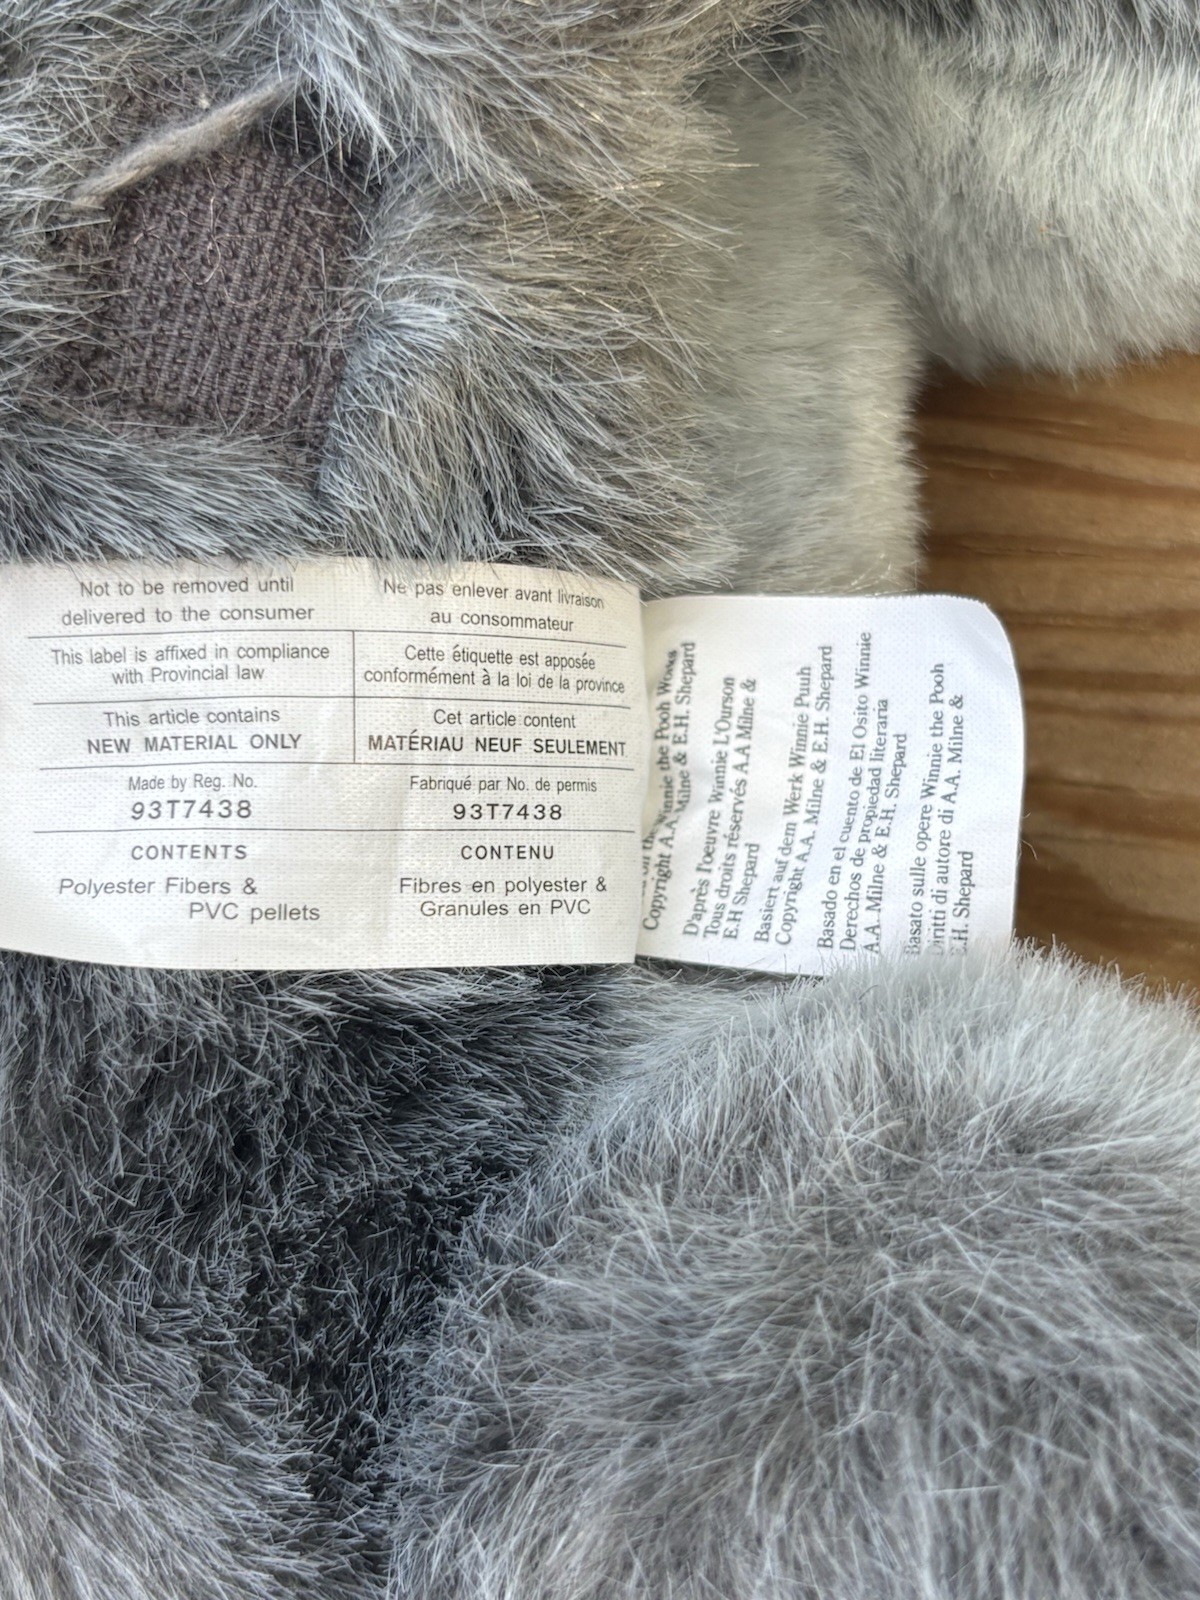 Not to be removed until
delivered to the consumer
Ne pas enlever avant livraison
au consommateur
This label is affixed in compliance
with Provincial law
Cette étiquette est apposée
conformément à la loi de la province
This article contains
NEW MATERIAL ONLY
Cet article content
MATÉRIAU NEUF SEULEMENT
Made by Reg. No.
93T7438
Fabriqué par No. de permis
93T7438
CONTENTS
Polyester Fibers &
PVC pellets
CONTENU
Fibres en polyester &
Granules en PVC
the Winnie the Pooh Works
Copyright A.A. Milne & E.H. Shepard
D'après l'oeuvre Winnie L'Ourson
Tous droits réservés A.A Milne &
E.H Shepard
Basiert auf dem Werk Winnie Puuh
Copyright A.A. Milne & E.H. Shepard
Basado en el cuento de El Osito Winnie
Derechos de propiedad literaria
A.A. Milne & E.H. Shepard
Basato sulle opere Winnie the Pooh
Diritti di autore di A.A. Milne &
E.H. Shepard